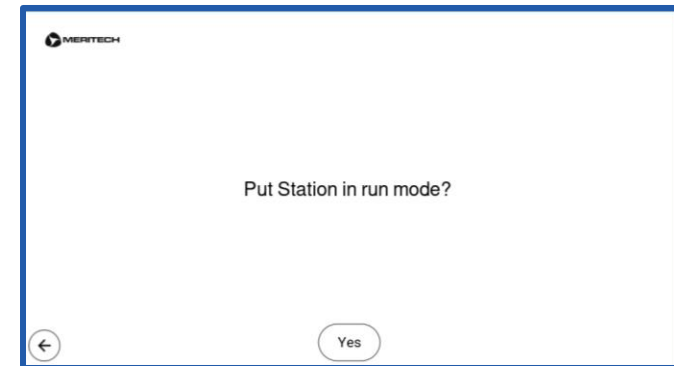 MERITECH
Put Station in run mode?
Yes